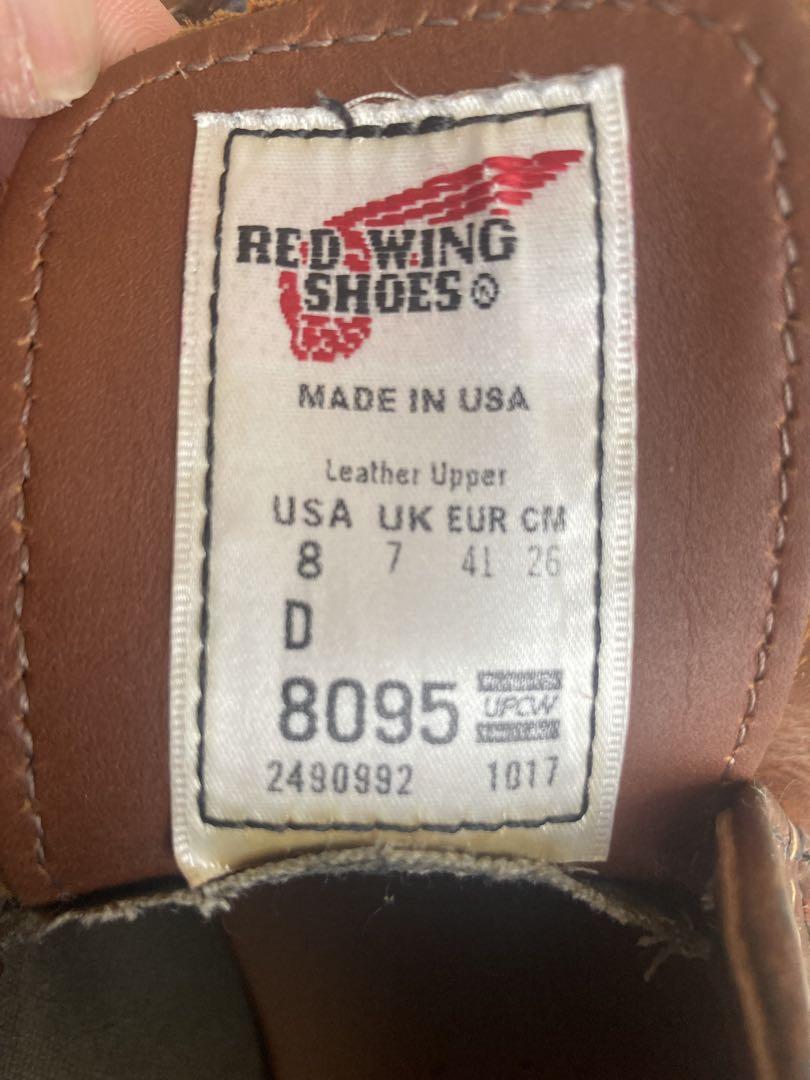 RED WING
SHOES®
MADE IN USA
Leather Upper
USA UK EUR CM
8 7 41 26
D
8095
UPCW
2490992 1017